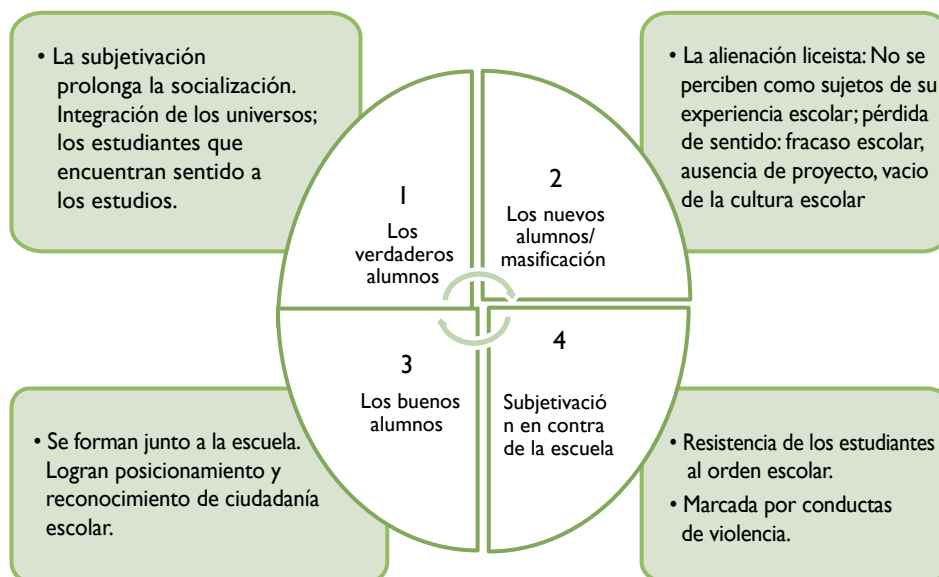 • La subjetivación
prolonga la socialización.
Integración de los universos;
los estudiantes que
encuentran sentido a
los estudios.
• La alienación liceista: No se
perciben como sujetos de su
experiencia escolar; pérdida
de sentido: fracaso escolar,
ausencia de proyecto, vacio
de la cultura escolar
1
Los
verdaderos
alumnos
2
Los nuevos
alumnos/
masificación
3
Los buenos
alumnos
4
Subjetivació
n en contra
de la escuela
• Se forman junto a la escuela.
Logran posicionamiento y
reconocimiento de ciudadanía
escolar.
• Resistencia de los estudiantes
al orden escolar.
• Marcada por conductas
de violencia.